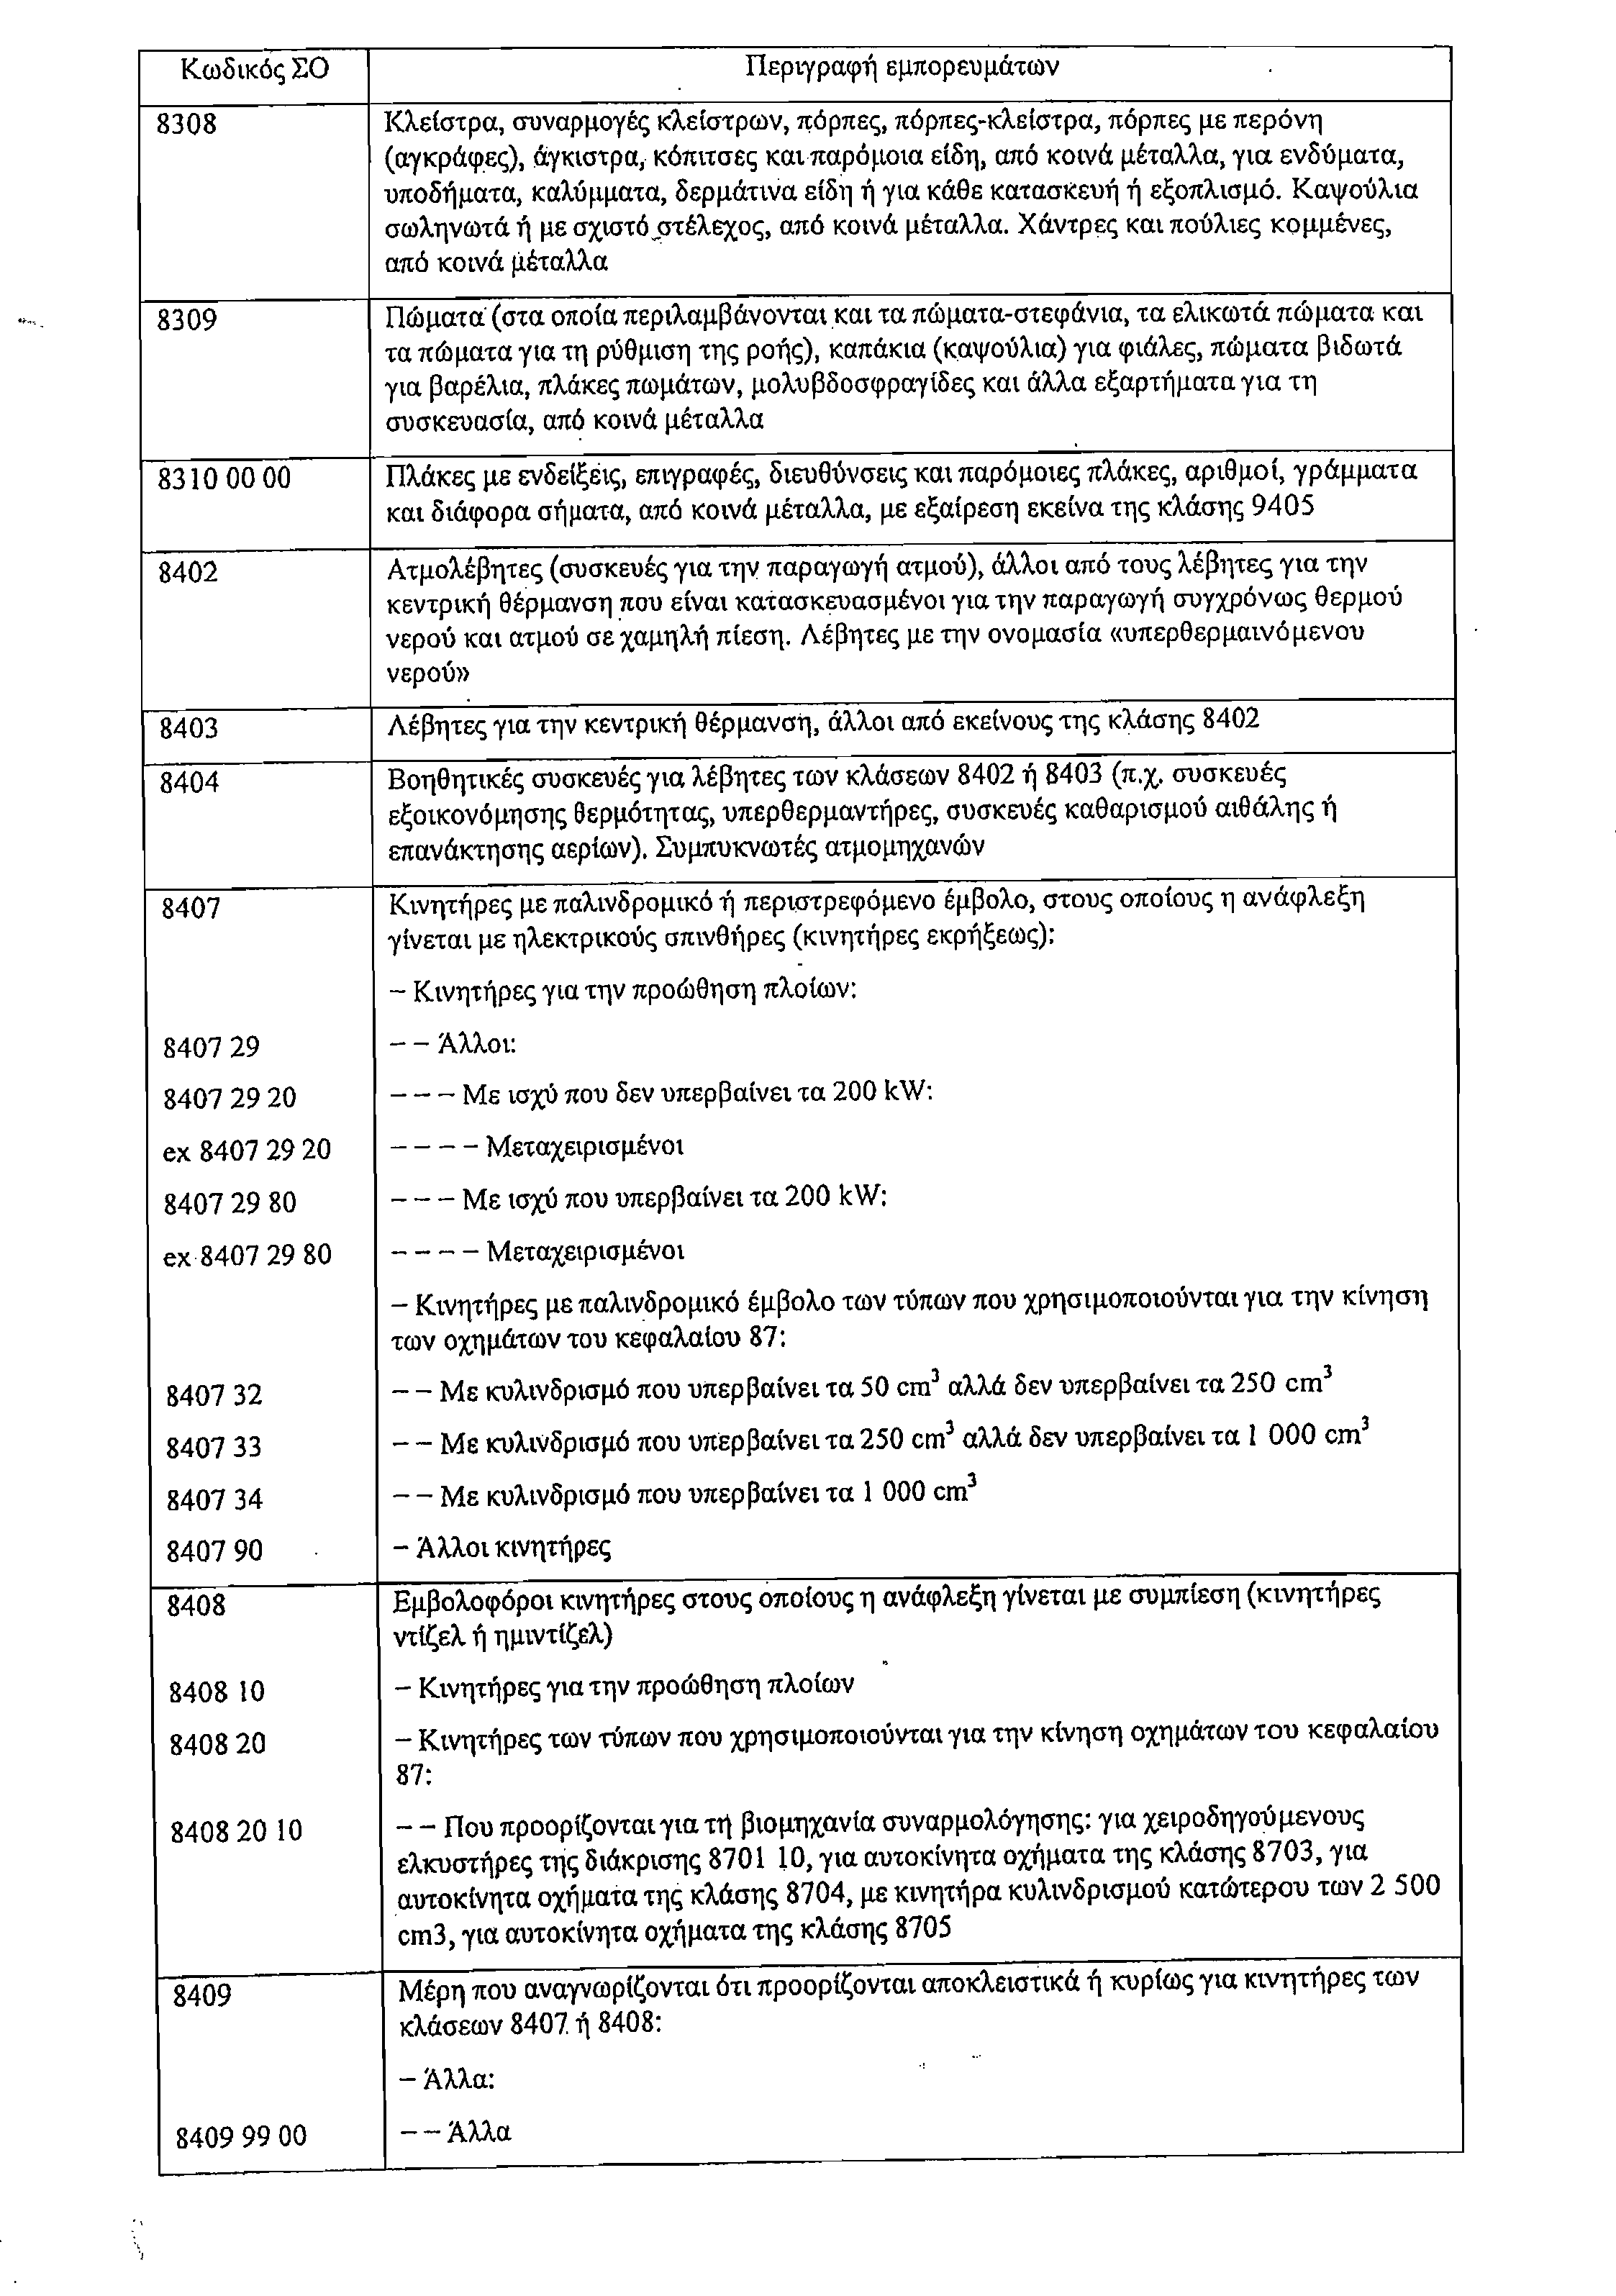 Κωδικός ΣΟ Περιγραφή εμπορευμάτων
8308 Κλείστρα, συναρμογές κλείστρων, πόρπες, πόρπες-κλείστρα, πόρπες με περόνη
(αγκράφες), άγκιστρα, κόπιτσες και παρόμοια είδη, από κοινά μέταλλα, για ενδύματα,
υποδήματα, καλύμματα, δερμάτινα είδη ή για κάθε κατασκευή ή εξοπλισμό. Καψούλια
σωληνωτά ή με σχιστό στέλεχος, από κοινά μέταλλα. Χάντρες και πούλιες κομμένες,
από κοινά μέταλλα
8309 Πώματα (στα οποία περιλαμβάνονται και τα πώματα-στεφάνια, τα ελικωτά πώματα και
τα πώματα για τη ρύθμιση της ροής), καπάκια (καψούλια) για φιάλες, πώματα βιδωτά
για βαρέλια, πλάκες πωμάτων, μολυβδοσφραγίδες και άλλα εξαρτήματα για τη
συσκευασία, από κοινά μέταλλα
8310 00 00 Πλάκες με ενδείξεις, επιγραφές, διευθύνσεις και παρόμοιες πλάκες, αριθμοί, γράμματα
και διάφορα σήματα, από κοινά μέταλλα, με εξαίρεση εκείνα της κλάσης 9405
8402 Ατμολέβητες (συσκευές για την παραγωγή ατμού), άλλοι από τους λέβητες για την
κεντρική θέρμανση που είναι κατασκευασμένοι για την παραγωγή συγχρόνως θερμού
νερού και ατμού σε χαμηλή πίεση. Λέβητες με την ονομασία «υπερθερμαινόμενου
νερού»
8403 Λέβητες για την κεντρική θέρμανση, άλλοι από εκείνους της κλάσης 8402
8404 Βοηθητικές συσκευές για λέβητες των κλάσεων 8402 ή 8403 (π.χ. συσκευές
εξοικονόμησης θερμότητας, υπερθερμαντήρες, συσκευές καθαρισμού αιθάλης ή
επανάκτησης αερίων). Συμπυκνωτές ατμομηχανών
8407 Κινητήρες με παλινδρομικό ή περιστρεφόμενο έμβολο, στους οποίους η ανάφλεξη
γίνεται με ηλεκτρικούς σπινθήρες (κινητήρες εκρήξεως):
– Κινητήρες για την προώθηση πλοίων:
8407 29 – – Άλλοι:
8407 29 20 – – – Με ισχύ που δεν υπερβαίνει τα 200 kW:
ex 8407 29 20 – – – – Μεταχειρισμένοι
8407 29 80 – – – Με ισχύ που υπερβαίνει τα 200 kW:
ex 8407 29 80 – – – – Μεταχειρισμένοι
– Κινητήρες με παλινδρομικό έμβολο των τύπων που χρησιμοποιούνται για την κίνηση
των οχημάτων του κεφαλαίου 87:
8407 32 – – Με κυλινδρισμό που υπερβαίνει τα 50 cm³ αλλά δεν υπερβαίνει τα 250 cm³
8407 33 – – Με κυλινδρισμό που υπερβαίνει τα 250 cm³ αλλά δεν υπερβαίνει τα 1 000 cm³
8407 34 – – Με κυλινδρισμό που υπερβαίνει τα 1 000 cm³
8407 90 – Άλλοι κινητήρες
8408 Εμβολοφόροι κινητήρες στους οποίους η ανάφλεξη γίνεται με συμπίεση (κινητήρες
ντίζελ ή ημιντίζελ)
8408 10 – Κινητήρες για την προώθηση πλοίων
8408 20 – Κινητήρες των τύπων που χρησιμοποιούνται για την κίνηση οχημάτων του κεφαλαίου
87:
8408 20 10 – – Που προορίζονται για τη βιομηχανία συναρμολόγησης: για χειροδηγούμενους
ελκυστήρες της διάκρισης 8701 10, για αυτοκίνητα οχήματα της κλάσης 8703, για
αυτοκίνητα οχήματα της κλάσης 8704, με κινητήρα κυλινδρισμού κατώτερου των 2 500
cm3, για αυτοκίνητα οχήματα της κλάσης 8705
8409 Μέρη που αναγνωρίζονται ότι προορίζονται αποκλειστικά ή κυρίως για κινητήρες των
κλάσεων 8407 ή 8408:
– Άλλα:
8409 99 00 – – Άλλα